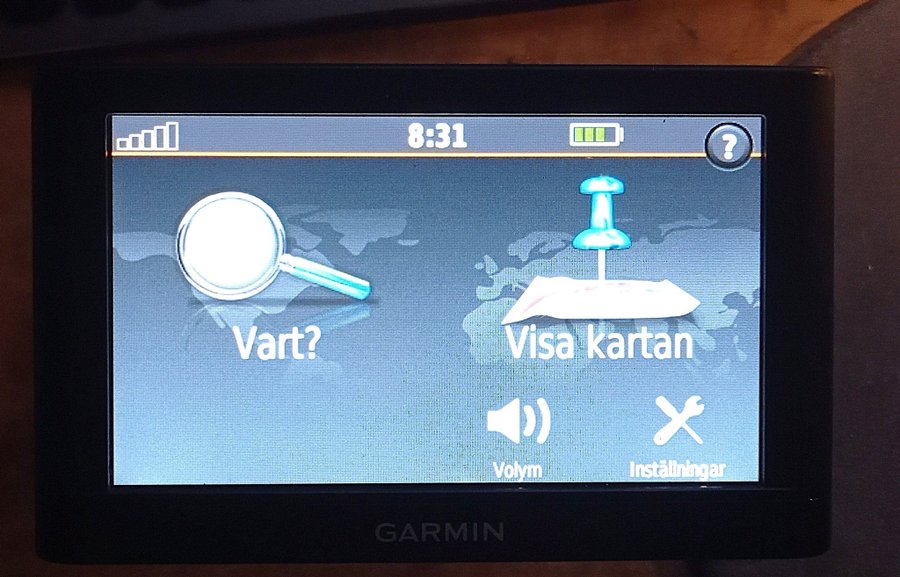 8:31
?
Vart?
Visa kartan
Volym
Inställningar
GARMIN